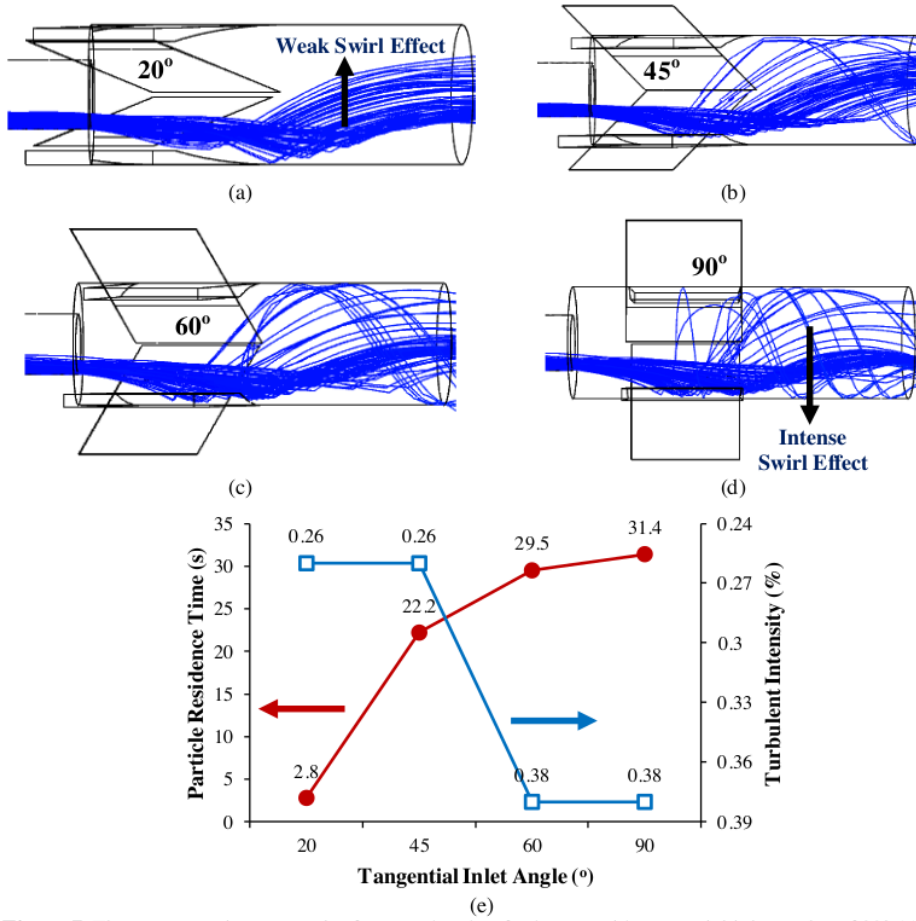 Weak Swirl Effect
20°
(a)
45°
(b)
60°
(c)
90°
Intense
Swirl Effect
(d)
Particle Residence Time (s)
35
30
25
20
15
10
5
0
0.26
0.26
29.5
31.4
22.2
2.8
0.38
0.38
0.24
0.27
0.3
0.33
0.36
0.39
Turbulent Intensity (%)
20
45
60
90
Tangential Inlet Angle (°)
(e)